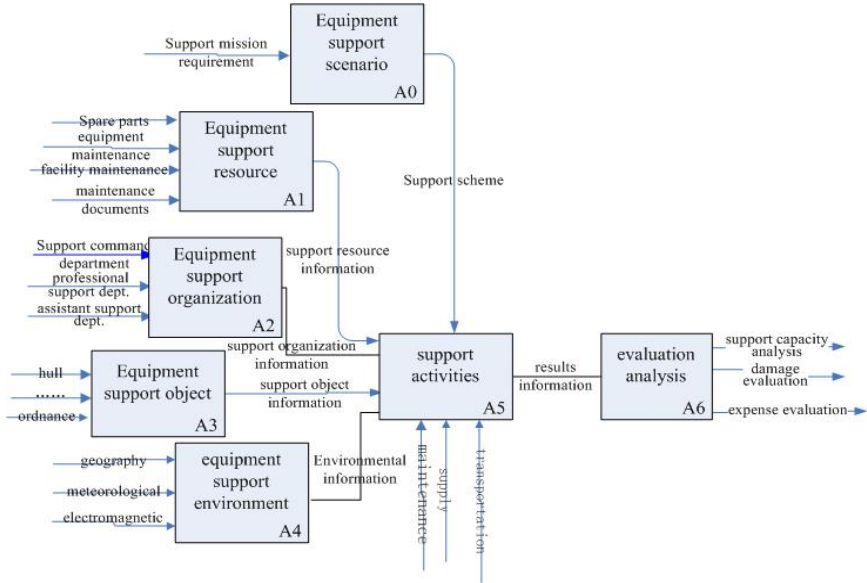 Support mission
requirement
Equipment
support
scenario
A0
Spare parts
equipment
maintenance
facility maintenance
maintenance
documents
Equipment
support
resource
A1
Support scheme
Support command
department
professional
support dept.
assistant support
dept.
Equipment
support
organization
A2
support resource
information
support organization
information
hull
......
ordnance
Equipment
support object
A3
support object
information
geography
meteorological
electromagnetic
equipment
support
environment
A4
Environmental
information
support
activities
A5
maintenance
supply
transportation
results
information
evaluation
analysis
A6
support capacity
analysis
damage
evaluation
expense evaluation